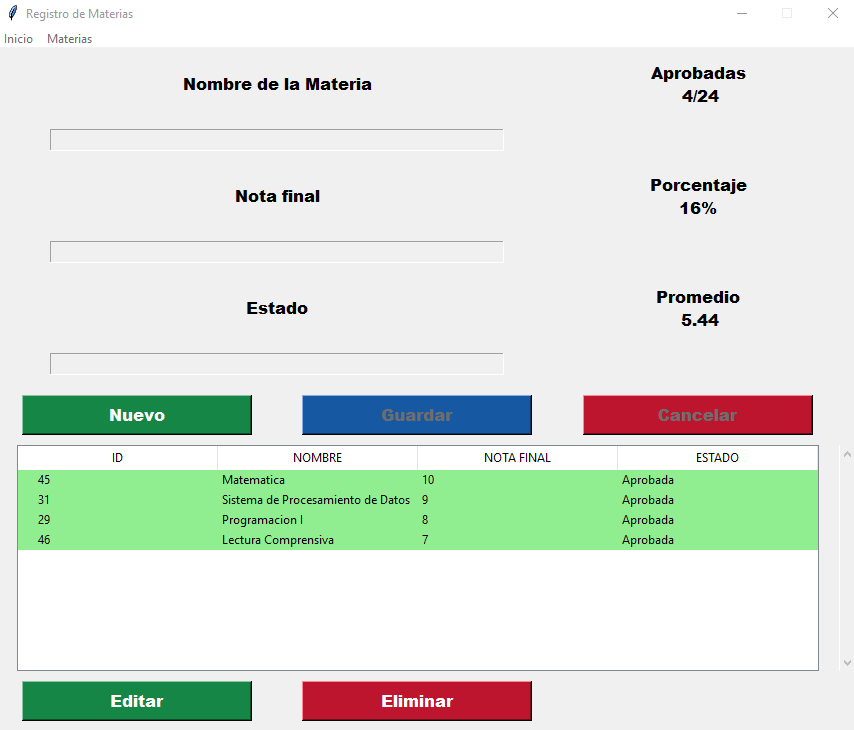 Registro de Materias
Inicio Materias
Nombre de la Materia
Aprobadas
4/24
Nota final
Porcentaje
16%
Estado
Promedio
5.44
Nuevo Guardar Cancelar
ID NOMBRE NOTA FINAL ESTADO
45 Matematica 10 Aprobada
31 Sistema de Procesamiento de Datos 9 Aprobada
29 Programacion I 8 Aprobada
46 Lectura Comprensiva 7 Aprobada
Editar Eliminar